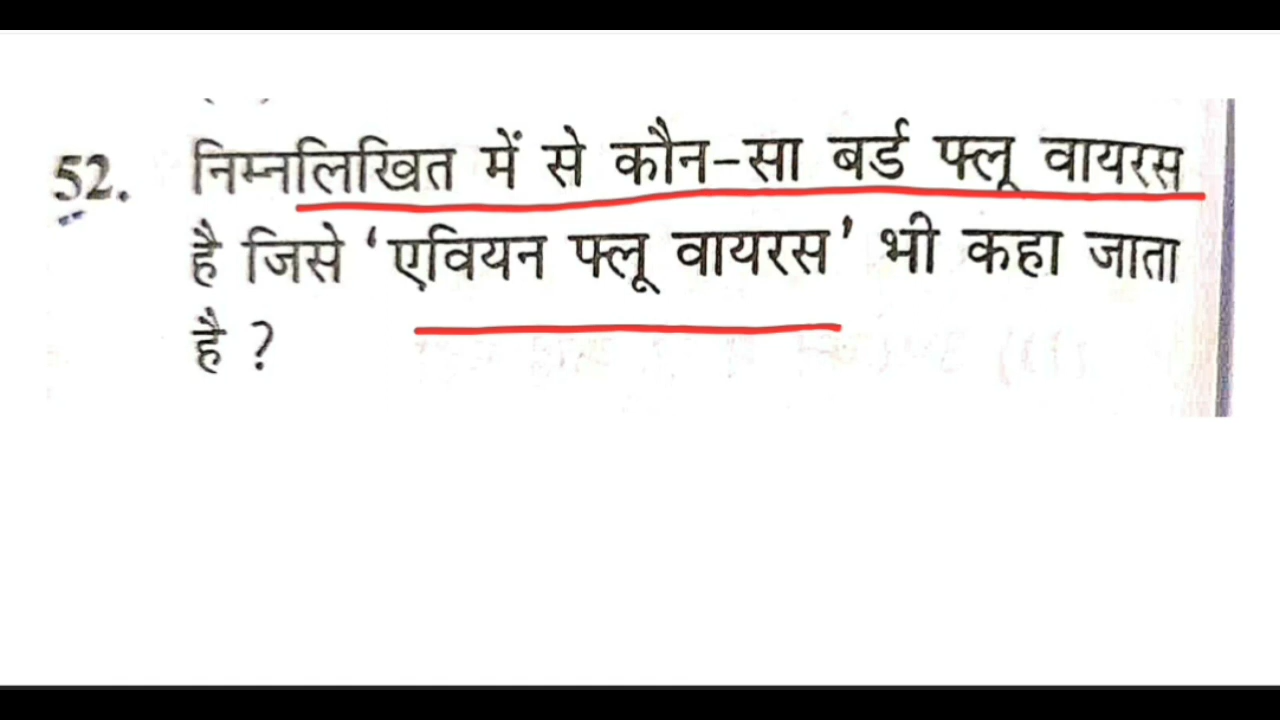 52. निम्नलिखित में से कौन-सा बर्ड फ्लू वायरस
है जिसे ‘एवियन फ्लू वायरस’ भी कहा जाता
है ?